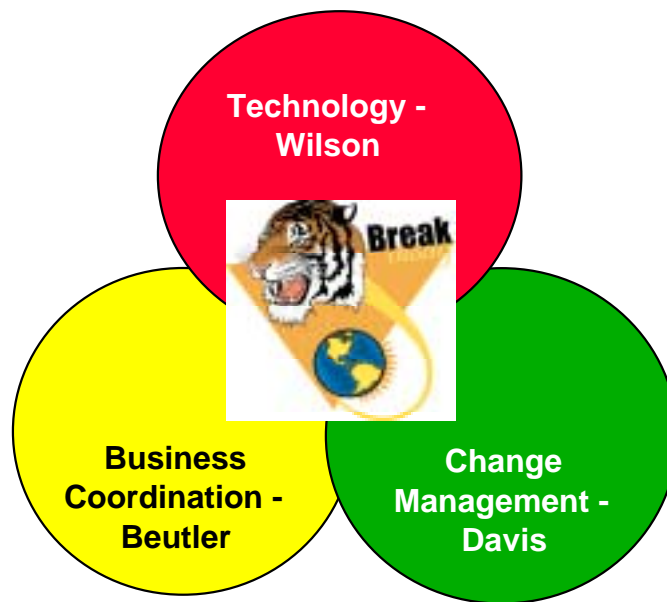 Technology -
Wilson
Break
Business
Coordination -
Beutler
Change
Management -
Davis